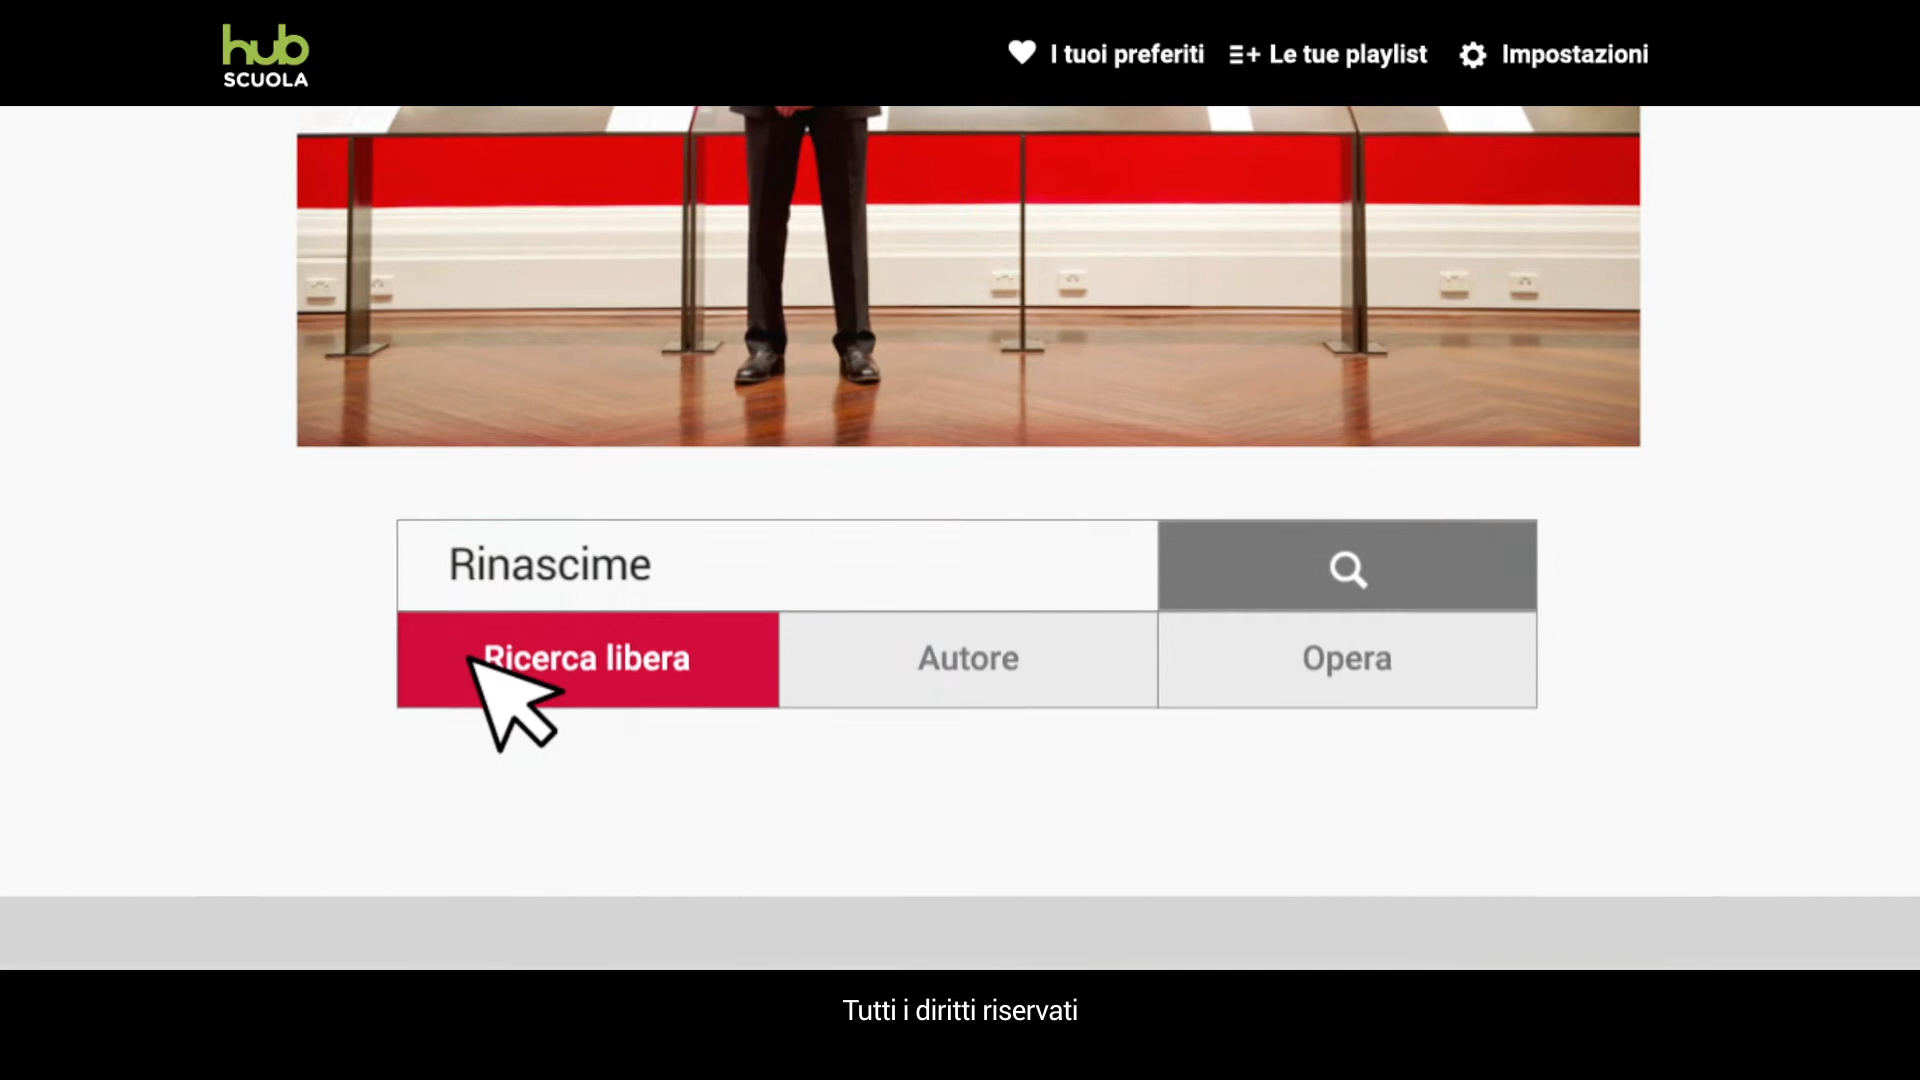 hub
SCUOLA
I tuoi preferiti
Le tue playlist
Impostazioni
Rinascime
Ricerca libera
Autore
Opera
Tutti i diritti riservati